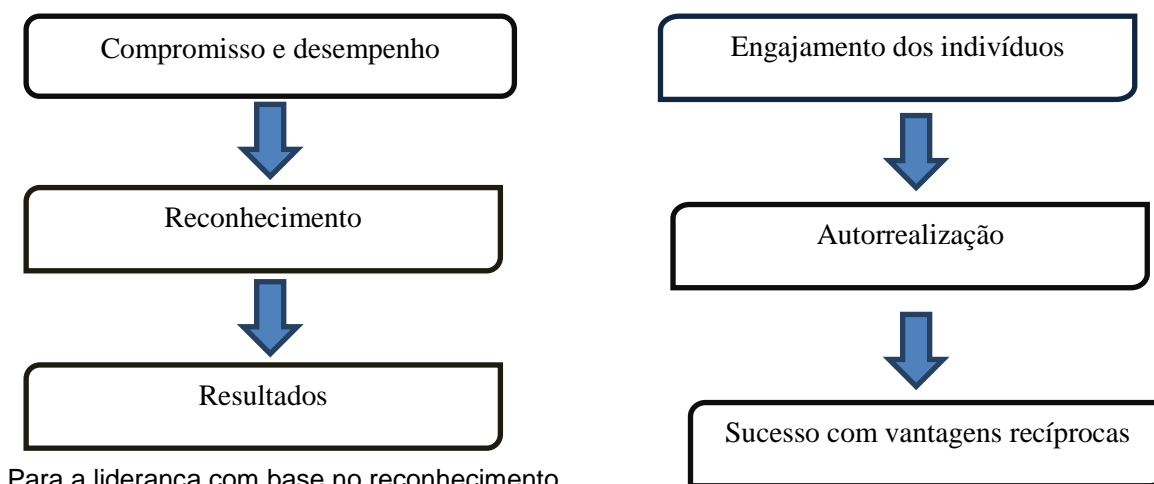 Compromisso e desempenho
Reconhecimento
Resultados
Para a liderança com base no reconhecimento
Engajamento dos indivíduos
Autorrealização
Sucesso com vantagens recíprocas